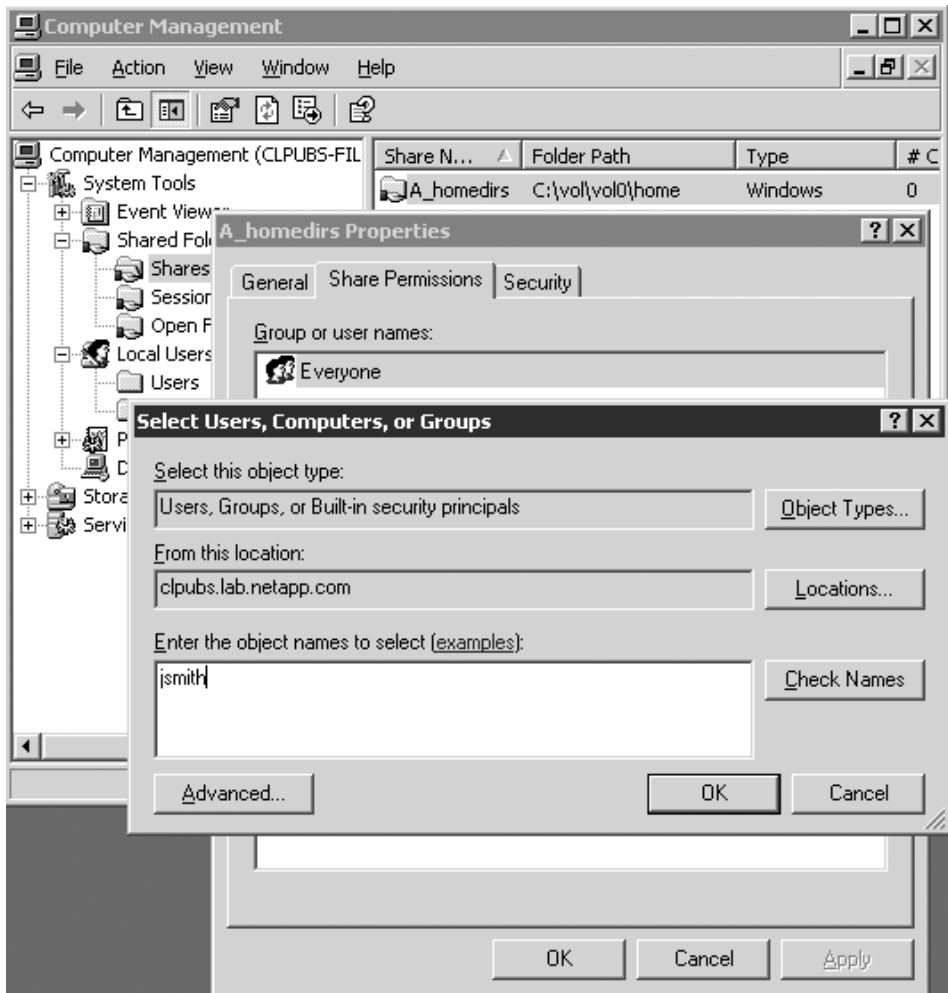 Computer Management
File Action View Window Help
Computer Management (CLPUBS-FIL
System Tools
Event Viewer
Shared Fol
Shares
Session
Open F
Local Users
Users
P
D
Stora
Servi
Share N... Folder Path Type # C
A_homedirs C:\vol\vol0\home Windows 0
A_homedirs Properties
General Share Permissions Security
Group or user names:
Everyone
Select Users, Computers, or Groups
Select this object type:
Users, Groups, or Built-in security principals
Object Types...
From this location:
clpubs.lab.netapp.com
Locations...
Enter the object names to select (examples):
jsmith
Check Names
Advanced... OK Cancel
OK Cancel Apply